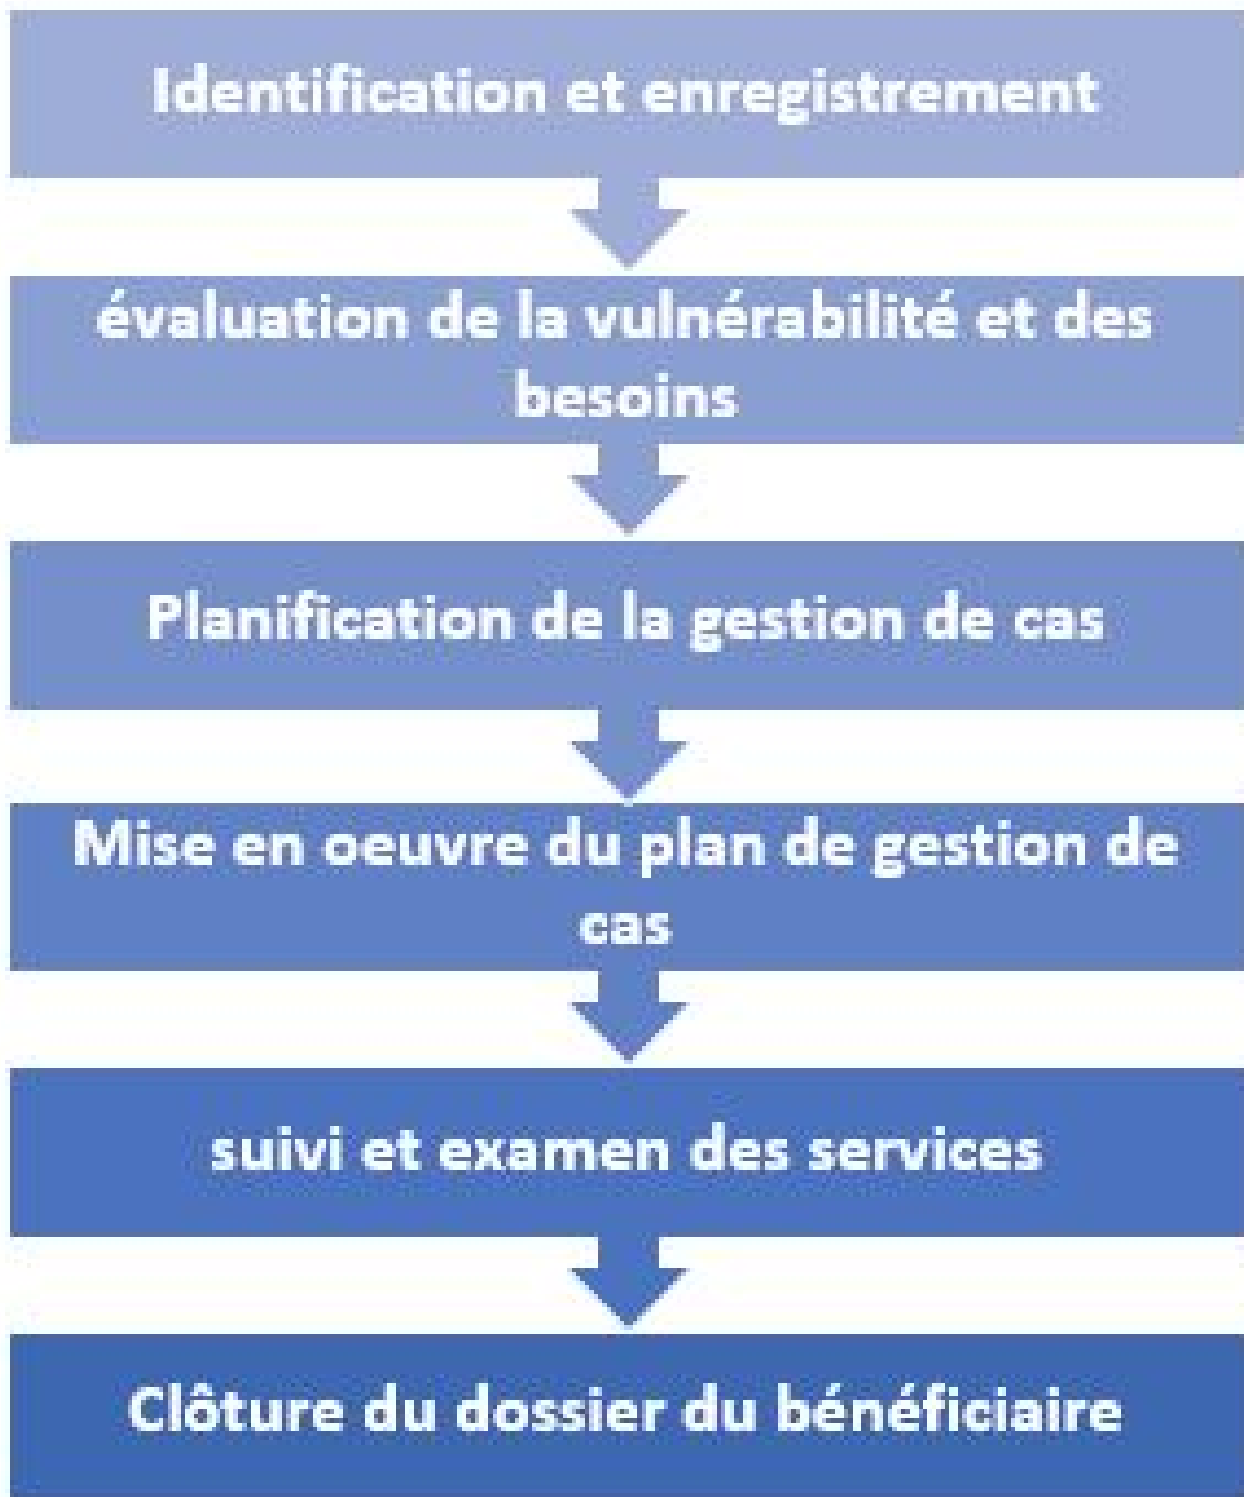 Identification et enregistrement
évaluation de la vulnérabilité et des
besoins
Planification de la gestion de cas
Mise en oeuvre du plan de gestion de
cas
suivi et examen des services
Clôture du dossier du bénéficiaire